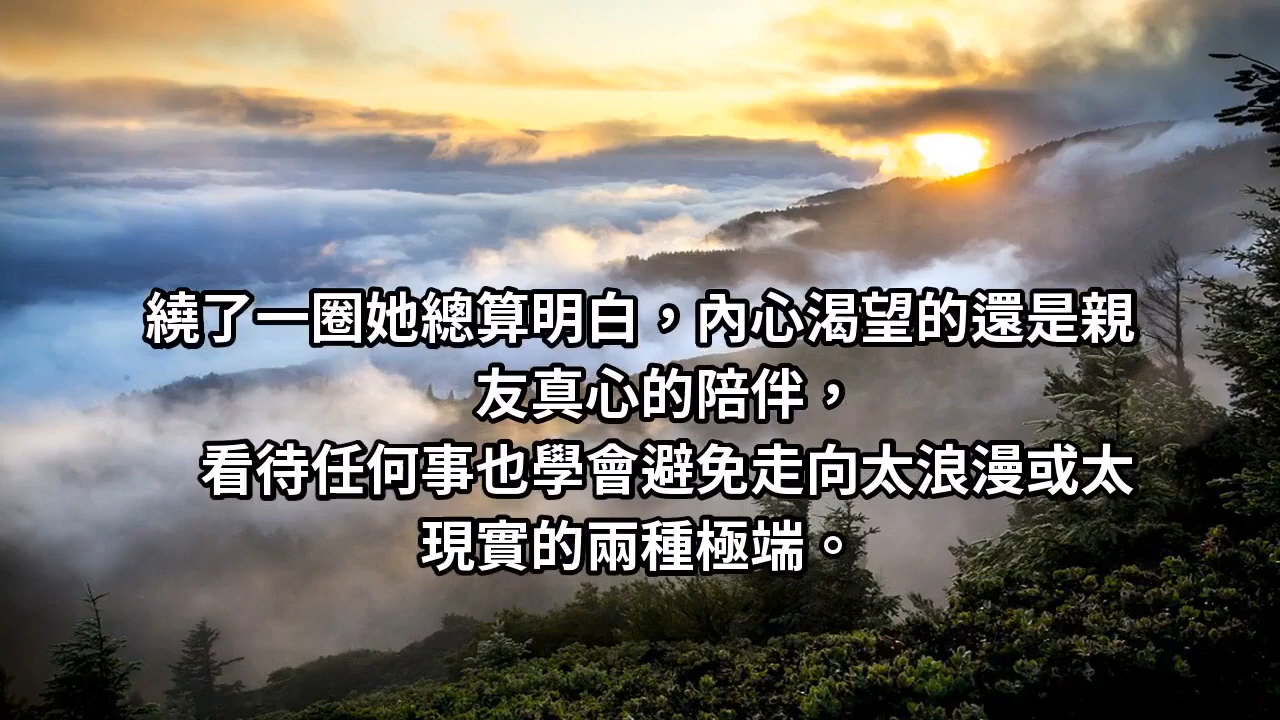 繞了一圈她總算明白，內心渴望的還是親
友真心的陪伴，
看待任何事也學會避免走向太浪漫或太
現實的兩種極端。